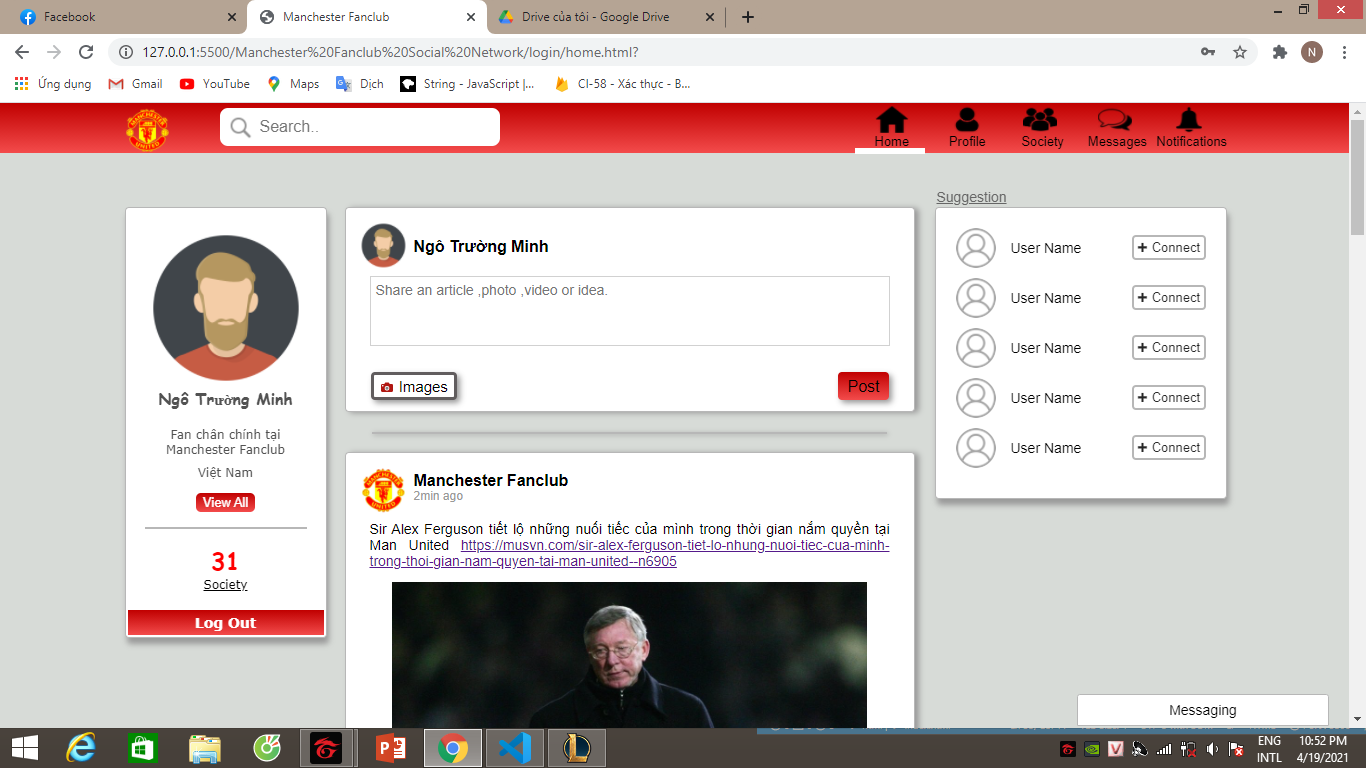 Facebook
Manchester Fanclub
Drive của tôi - Google Drive
127.0.0.1:5500/Manchester%20Fanclub%20Social%20Network/login/home.html?
N
Ứng dụng
Gmail
YouTube
Maps
Dịch
String - JavaScript |...
CI-58 - Xác thực - B...
MANCHESTER
UNITED
Search..
Home
Profile
Society
Messages
Notifications
Ngô Trường Minh
Fan chân chính tại
Manchester Fanclub
Việt Nam
View All
31
Society
Log Out
Ngô Trường Minh
Share an article ,photo ,video or idea.
Images
Post
MANCHESTER
UNITED
Manchester Fanclub
2min ago
Sir Alex Ferguson tiết lộ những nuối tiếc của mình trong thời gian nắm quyền tại
Man United https://musvn.com/sir-alex-ferguson-tiet-lo-nhung-nuoi-tiec-cua-minh-
trong-thoi-gian-nam-quyen-tai-man-united--n6905
Suggestion
User Name + Connect
User Name + Connect
User Name + Connect
User Name + Connect
User Name + Connect
Messaging
ENG
INTL
10:52 PM
4/19/2021